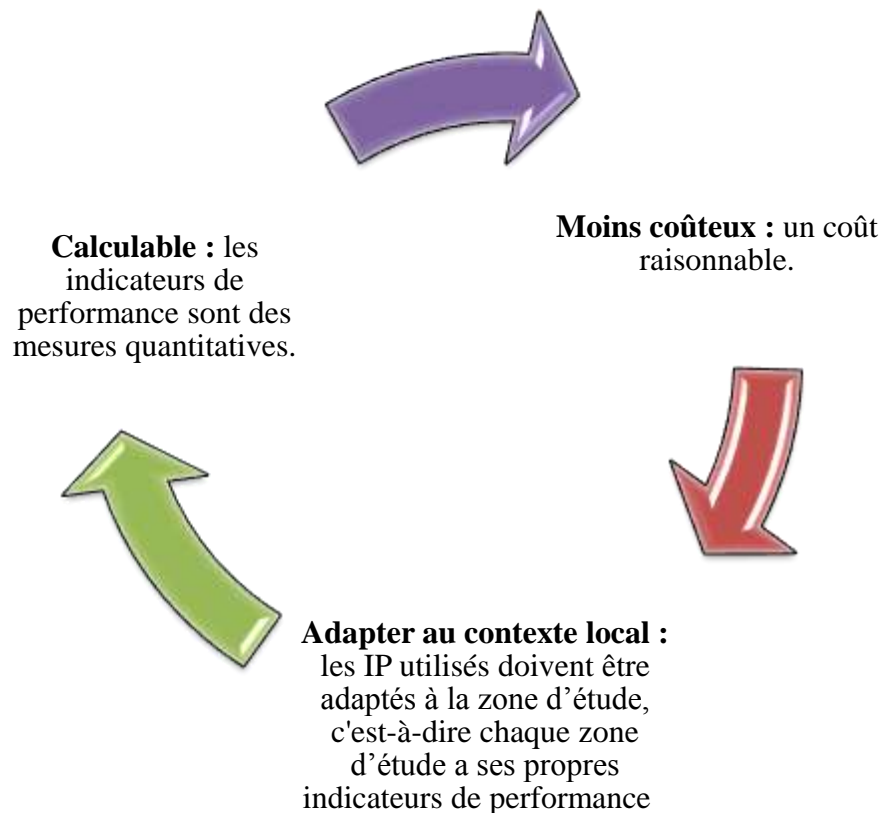 Calculable : les
indicateurs de
performance sont des
mesures quantitatives.
Moins coûteux : un coût
raisonnable.
Adapter au contexte local :
les IP utilisés doivent être
adaptés à la zone d’étude,
c'est-à-dire chaque zone
d’étude a ses propres
indicateurs de performance